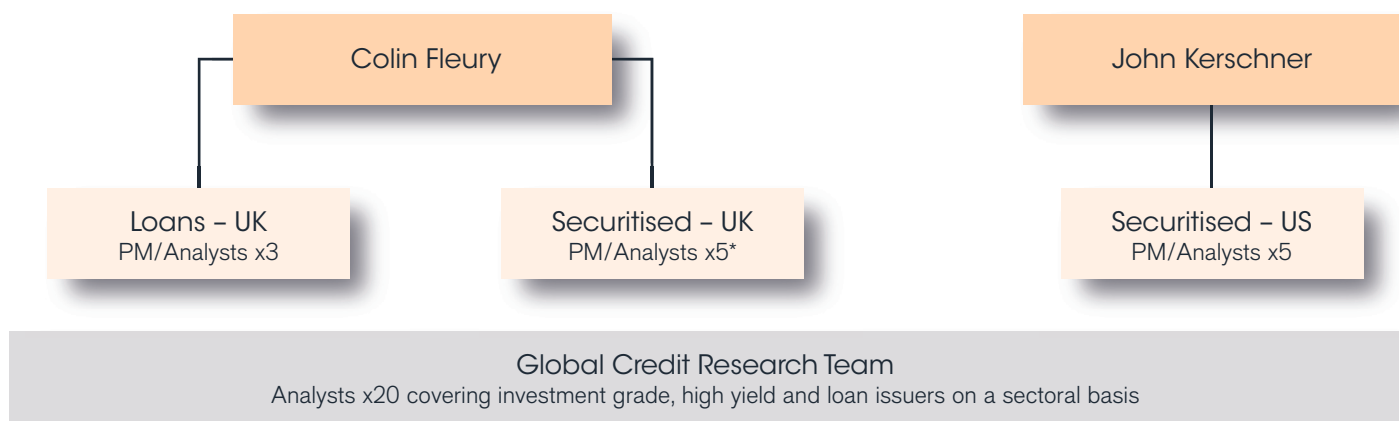 Colin Fleury
John Kerschner
Loans – UK
PM/Analysts x3
Securitised – UK
PM/Analysts x5*
Securitised – US
PM/Analysts x5
Global Credit Research Team
Analysts x20 covering investment grade, high yield and loan issuers on a sectoral basis